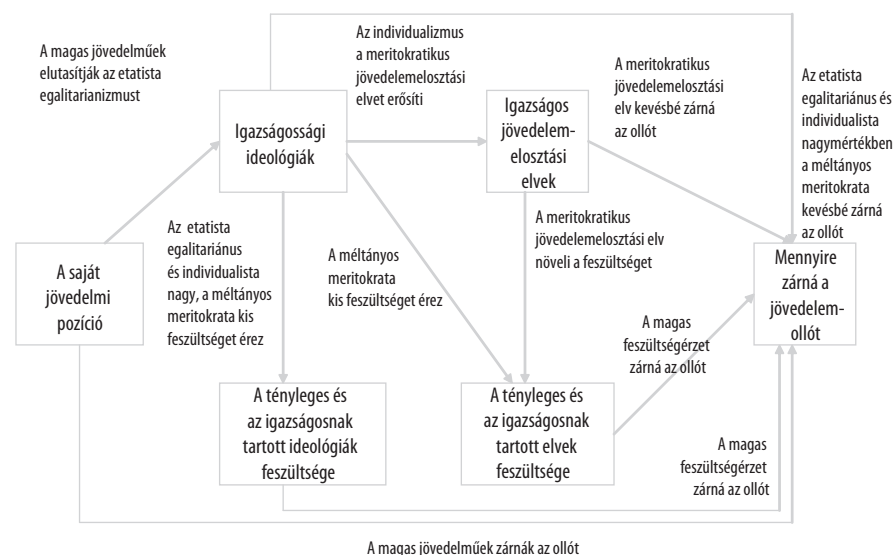 A magas jövedelműek
elutasítják az etatista
egalitarianizmust
Az individualizmus
a meritokratikus
jövedelemelosztási
elvet erősíti
A meritokratikus
jövedelemelosztási
elv kevésbé zárná
az ollót
Az etatista
egalitariánus és
individualista
nagymértékben
a méltányos
meritokrata
kevésbé zárná
az ollót
Igazságossági
ideológiák
Igazságos
jövedelem-
elosztási
elvek
Az etatista
egalitariánus
és individualista
nagy, a méltányos
meritokrata kis
feszültséget érez
A méltányos
meritokrata
kis feszültséget érez
A meritokratikus
jövedelemelosztási elv
növeli a feszültséget
A saját
jövedelmi
pozíció
Mennyire
zárná a
jövedelem-
ollót
A magas
feszültségérzet
zárná az ollót
A tényleges és
az igazságosnak
tartott ideológiák
feszültsége
A tényleges és
az igazságosnak
tartott elvek
feszültsége
A magas
feszültségérzet
zárná az ollót
A magas jövedelműek zárnák az ollót